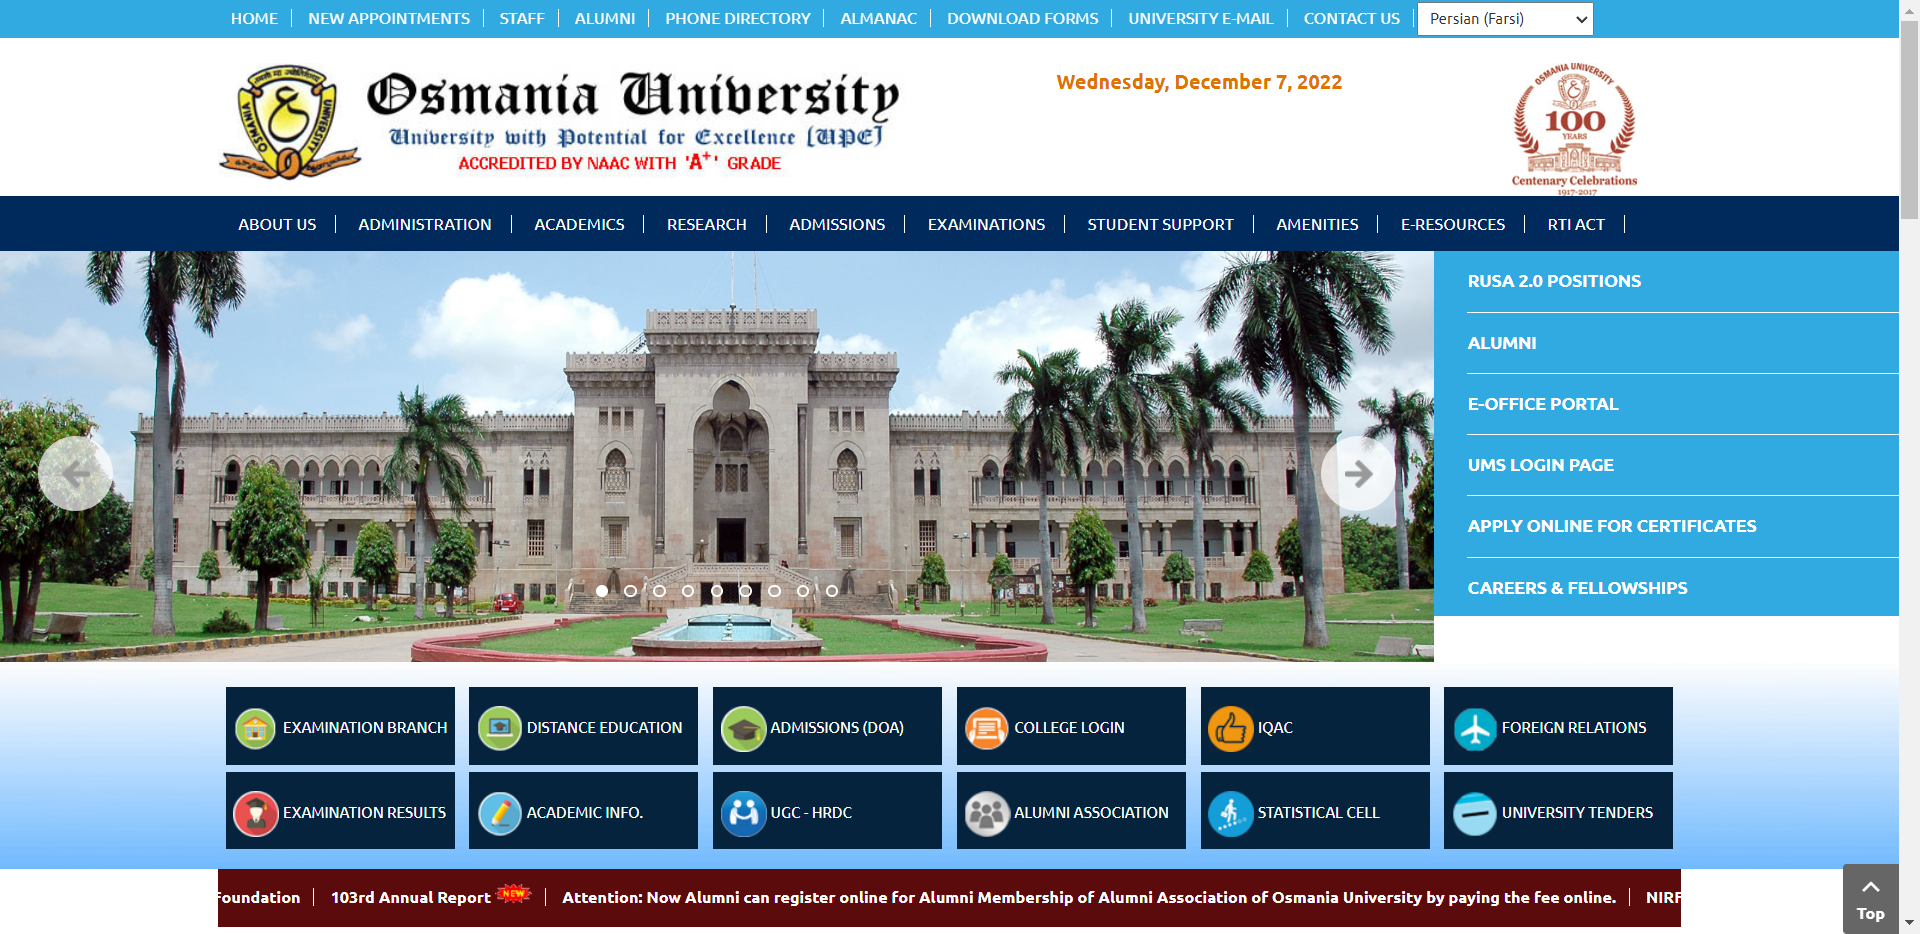 HOME NEW APPOINTMENTS STAFF ALUMNI PHONE DIRECTORY ALMANAC DOWNLOAD FORMS UNIVERSITY E-MAIL CONTACT US Persian (Farsi)
Osmania University
University with Potential for Excellence [UPE]
ACCREDITED BY NAAC WITH 'A+' GRADE
OSMANIA UNIVERSITY
Wednesday, December 7, 2022
OSMANIA UNIVERSITY
100
YEARS
Centenary Celebrations
1917-2017
ABOUT US ADMINISTRATION ACADEMICS RESEARCH ADMISSIONS EXAMINATIONS STUDENT SUPPORT AMENITIES E-RESOURCES RTI ACT
RUSA 2.0 POSITIONS
ALUMNI
E-OFFICE PORTAL
UMS LOGIN PAGE
APPLY ONLINE FOR CERTIFICATES
CAREERS & FELLOWSHIPS
EXAMINATION BRANCH DISTANCE EDUCATION ADMISSIONS (DOA) COLLEGE LOGIN IQAC FOREIGN RELATIONS
EXAMINATION RESULTS ACADEMIC INFO. UGC - HRDC ALUMNI ASSOCIATION STATISTICAL CELL UNIVERSITY TENDERS
Foundation 103rd Annual Report NEW Attention: Now Alumni can register online for Alumni Membership of Alumni Association of Osmania University by paying the fee online. NIRF
Top